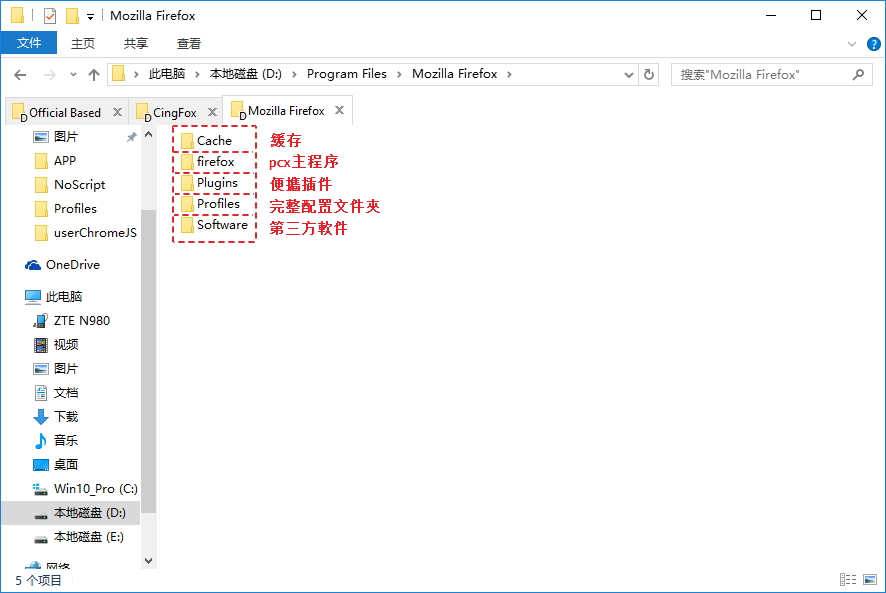 Mozilla Firefox
文件 主页 共享 查看
此电脑 本地磁盘 (D:) Program Files Mozilla Firefox
搜索"Mozilla Firefox"
Official Based CingFox Mozilla Firefox
图片
APP
NoScript
Profiles
userChromeJS
OneDrive
此电脑
ZTE N980
视频
图片
文档
下载
音乐
桌面
Win10_Pro (C:)
本地磁盘 (D:)
本地磁盘 (E:)
网络
Cache 緩存
firefox pcx主程序
Plugins 便攜插件
Profiles 完整配置文件夾
Software 第三方軟件
5 个项目